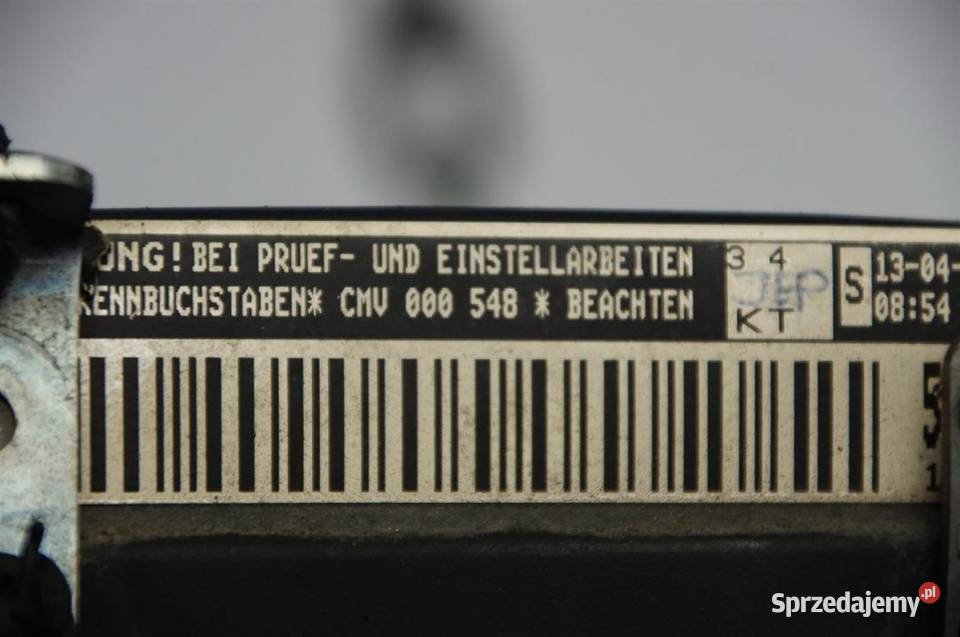 UNG! BEI PRUEF- UND EINSTELLARBEITEN
KENNBUCHSTABEN* CMV 000 548 * BEACHTEN
3 4
KT
S
13-04-
08:54
1
Sprzedajemy.pl